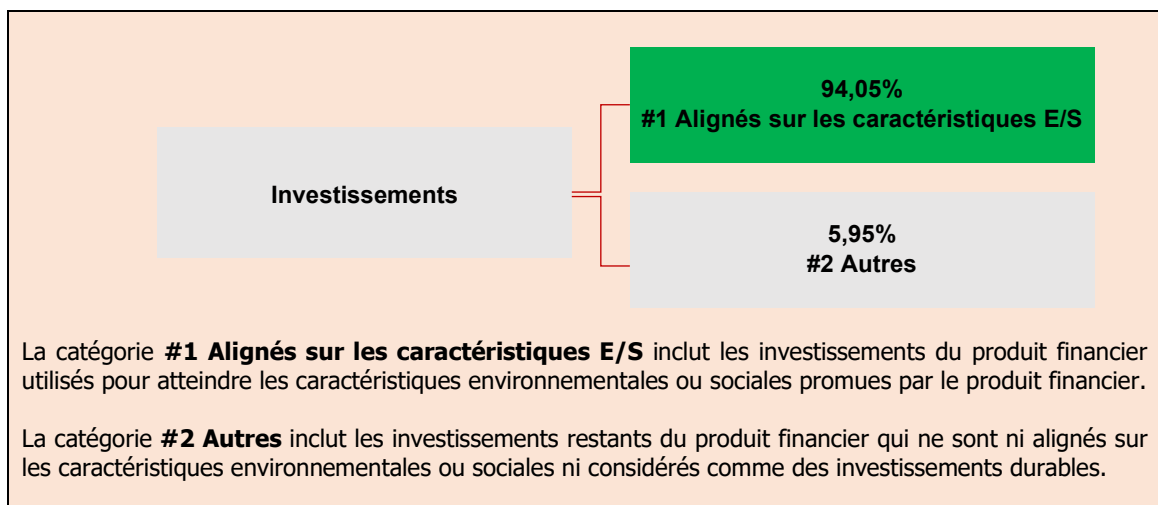 94,05%
#1 Alignés sur les caractéristiques E/S
Investissements
5,95%
#2 Autres
La catégorie #1 Alignés sur les caractéristiques E/S inclut les investissements du produit financier
utilisés pour atteindre les caractéristiques environnementales ou sociales promues par le produit financier.
La catégorie #2 Autres inclut les investissements restants du produit financier qui ne sont ni alignés sur
les caractéristiques environnementales ou sociales ni considérés comme des investissements durables.